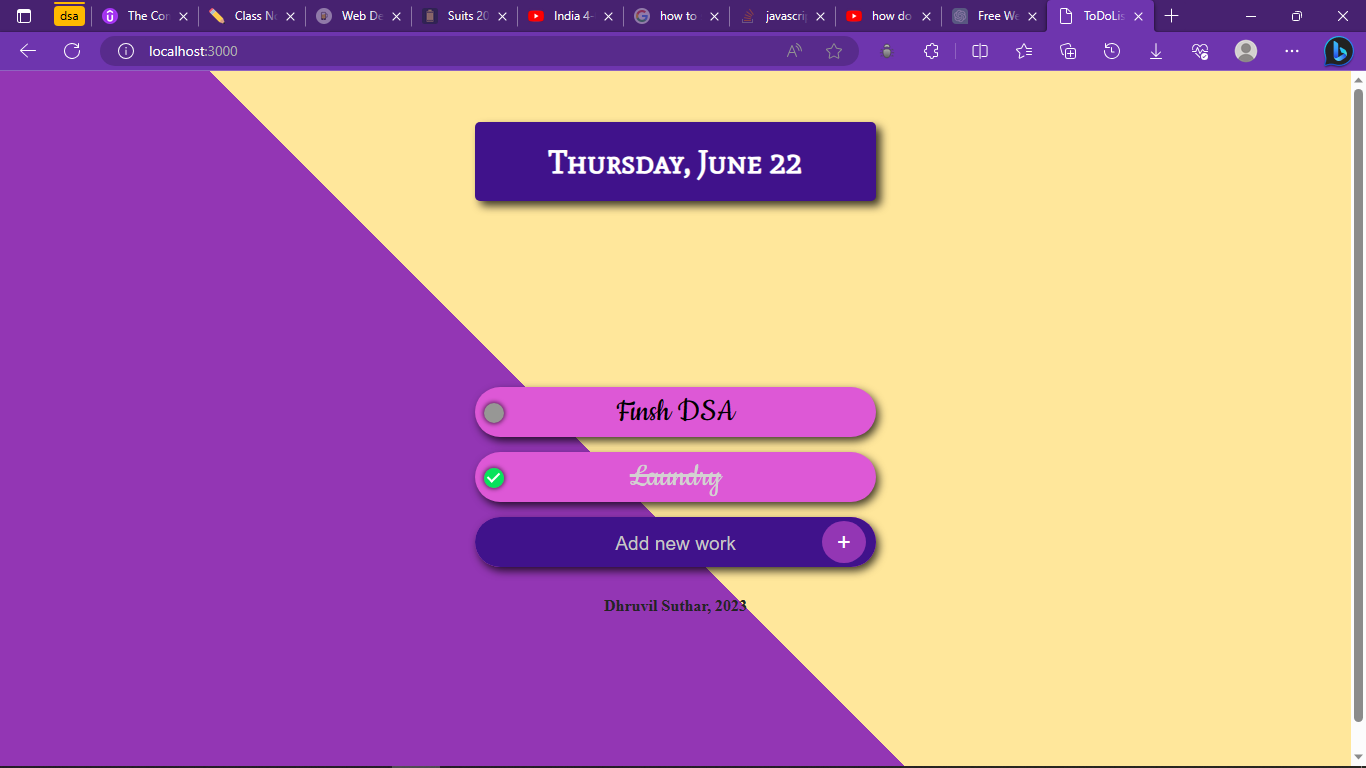 dsa
The Con
Class N
Web De
Suits 20
India 4-
how to
javascri
how do
Free We
ToDoLis
localhost:3000
Thursday, June 22
Finsh DSA
Laundry
Add new work
+
Dhruvil Suthar, 2023